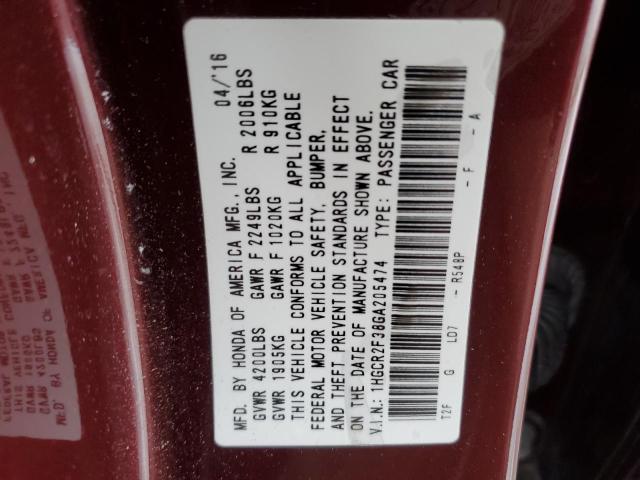 MFD. BY HONDA OF AMERICA MFG., INC. 04/'16
GVWR 4200LBS GAWR F 2249LBS R 2006LBS
GVWR 1905KG GAWR F 1020KG R 910KG
THIS VEHICLE CONFORMS TO ALL APPLICABLE
FEDERAL MOTOR VEHICLE SAFETY, BUMPER,
AND THEFT PREVENTION STANDARDS IN EFFECT
ON THE DATE OF MANUFACTURE SHOWN ABOVE.
V.I.N.: 1HGCR2F38GA205474 TYPE: PASSENGER CAR
T2F G LD7 - R548P - F - A